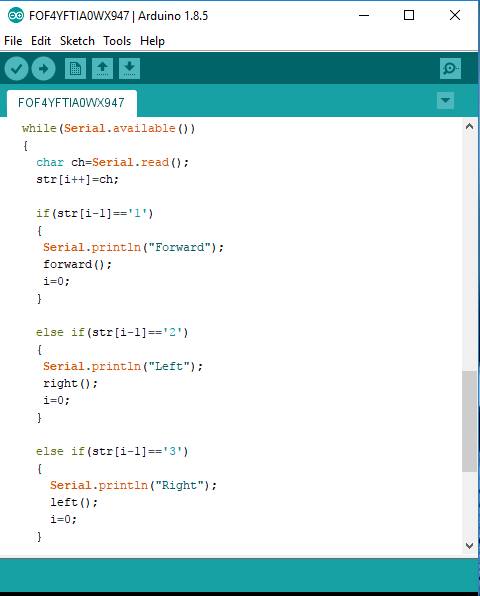 FOF4YFTIA0WX947 | Arduino 1.8.5
File Edit Sketch Tools Help
FOF4YFTIA0WX947
while(Serial.available())
{
char ch=Serial.read();
str[i++]=ch;
if(str[i-1]=='1')
{
Serial.println("Forward");
forward();
i=0;
}
else if(str[i-1]=='2')
{
Serial.println("Left");
right();
i=0;
}
else if(str[i-1]=='3')
{
Serial.println("Right");
left();
i=0;
}